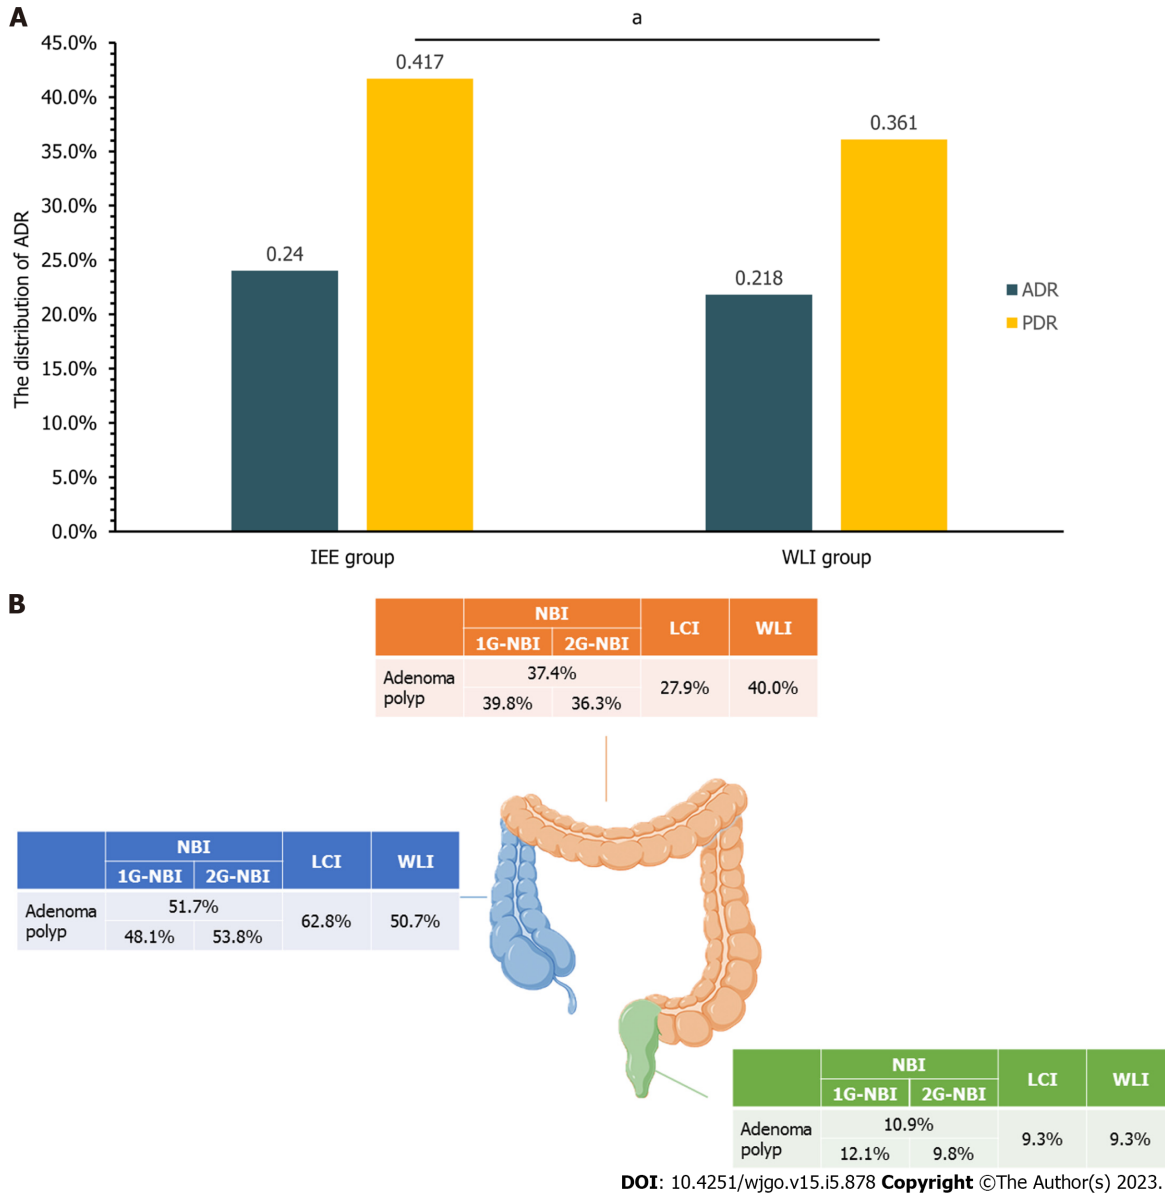 A
a
45.0%
40.0%
35.0%
30.0%
25.0%
20.0%
15.0%
10.0%
5.0%
0.0%
The distribution of ADR
0.24
0.417
0.218
0.361
IEE group
WLI group
ADR
PDR
B
NBI
LCI
WLI
1G-NBI 2G-NBI
Adenoma
polyp
37.4%
39.8% 36.3%
27.9%
40.0%
NBI
LCI
WLI
1G-NBI 2G-NBI
Adenoma
polyp
51.7%
48.1% 53.8%
62.8%
50.7%
NBI
LCI
WLI
1G-NBI 2G-NBI
Adenoma
polyp
10.9%
12.1% 9.8%
9.3%
9.3%
DOI: 10.4251/wjgo.v15.i5.878 Copyright ©The Author(s) 2023.